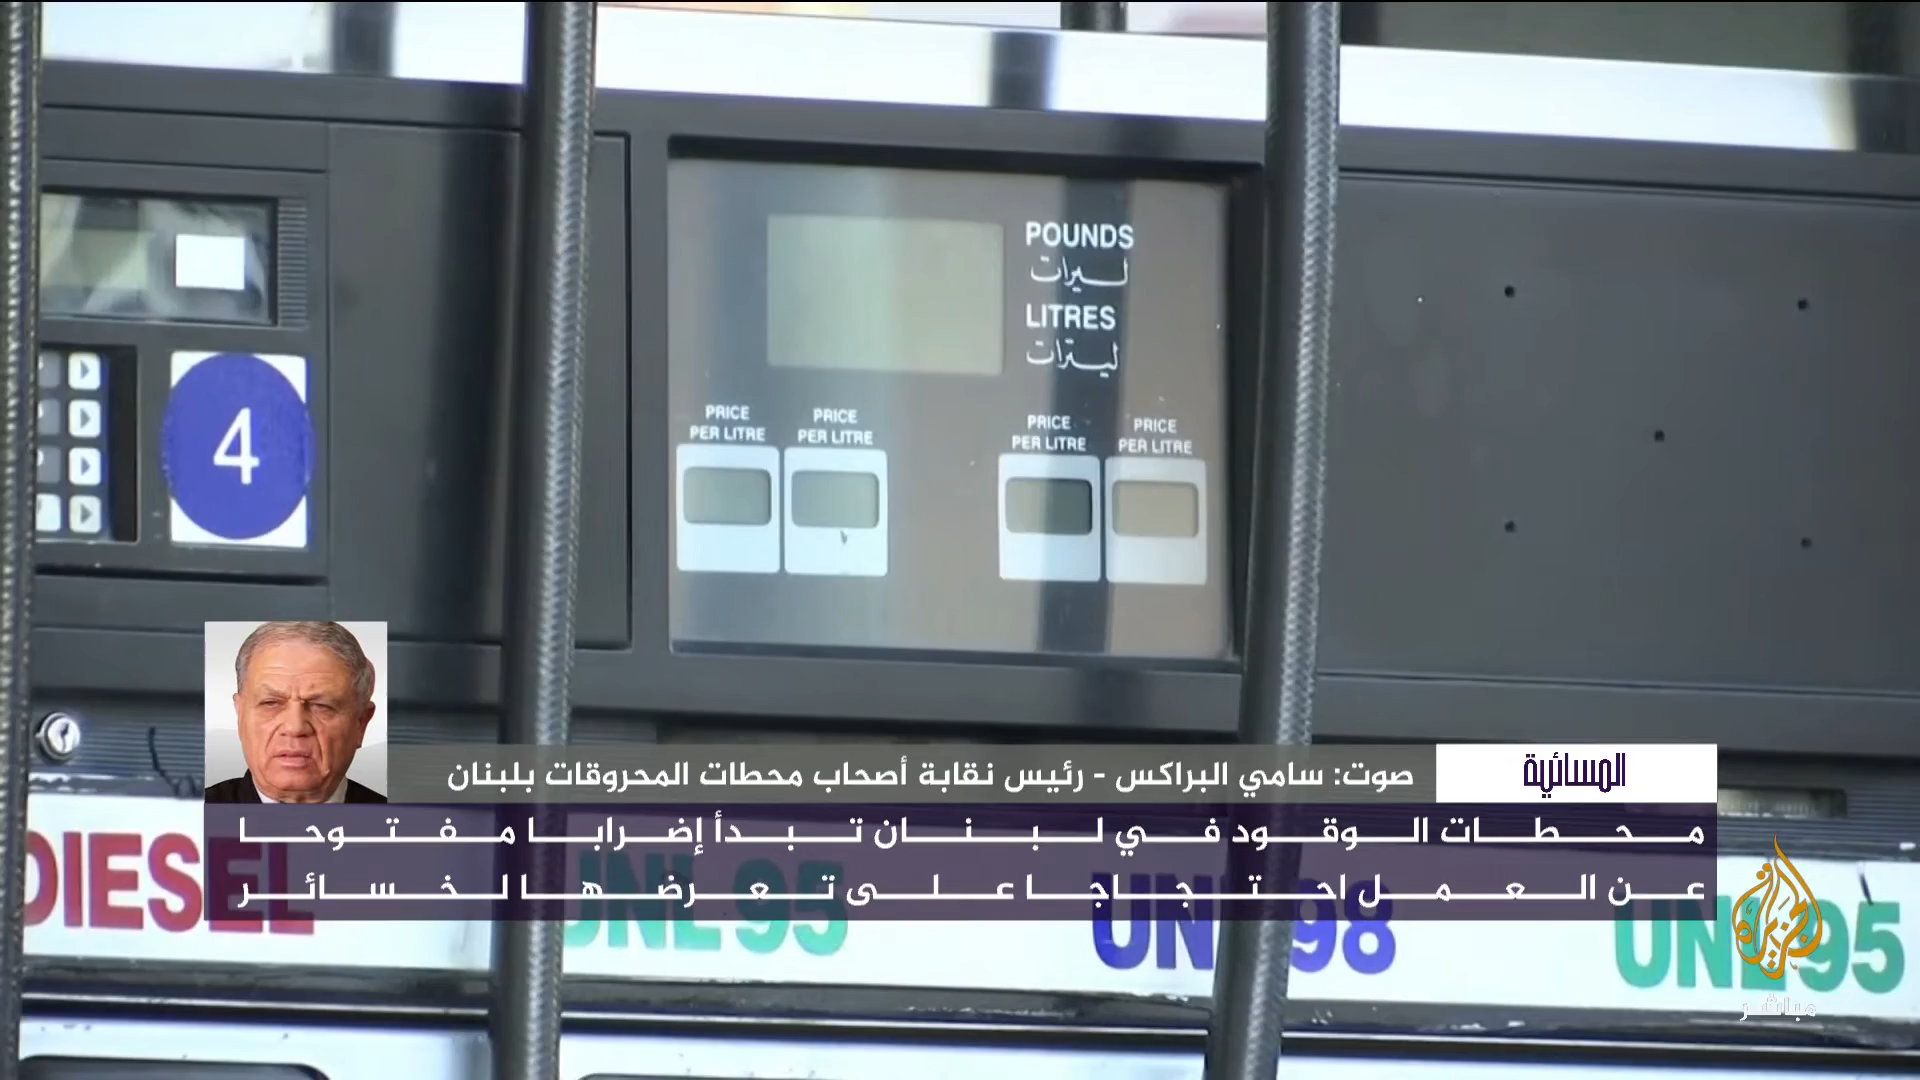 POUNDS
ليرات
LITRES
ليترات
PRICE
PER LITRE
PRICE
PER LITRE
PRICE
PER LITRE
PRICE
PER LITRE
4
المسائية
صوت: سامي البراكس - رئيس نقابة أصحاب محطات المحروقات بلبنان
محطات الوقود في لبنان تبدأ إضرابا مفتوحا
عن العمل احتجاجا على تعرضها لخسائر
DIESEL
UNL 95
UNL 98
UNL 95
الجزيرة
مباشر